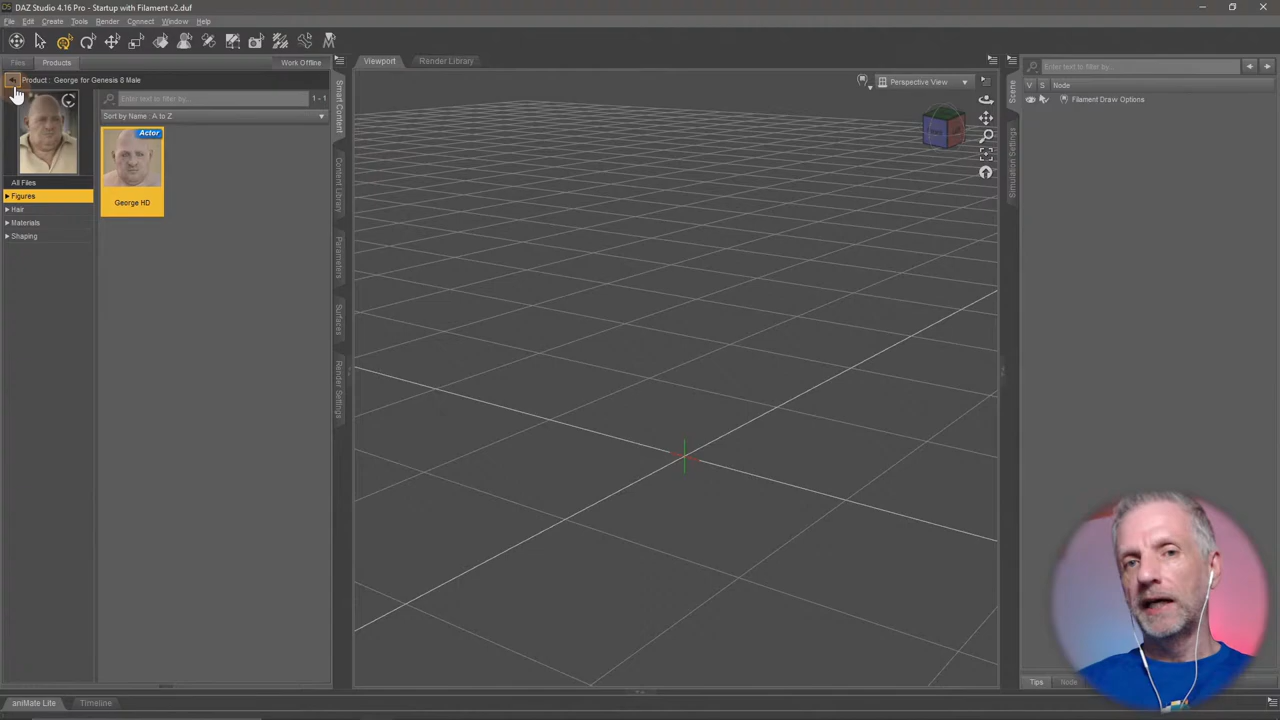 DAZ Studio 4.16 Pro - Startup with Filament v2.duf
File Edit Create Tools Render Connect Window Help
Files Products Work Offline
Product : George for Genesis 8 Male
Enter text to filter by...
1 - 1
Sort by Name : A to Z
Actor
George HD
All Files
Figures
Hair
Materials
Shaping
Smart Content
Content Library
Parameters
Surfaces
Render Settings
Viewport Render Library
Perspective View
Scene
Simulation Settings
Enter text to filter by...
V S Node
Filament Draw Options
Tips Node
aniMate Lite Timeline